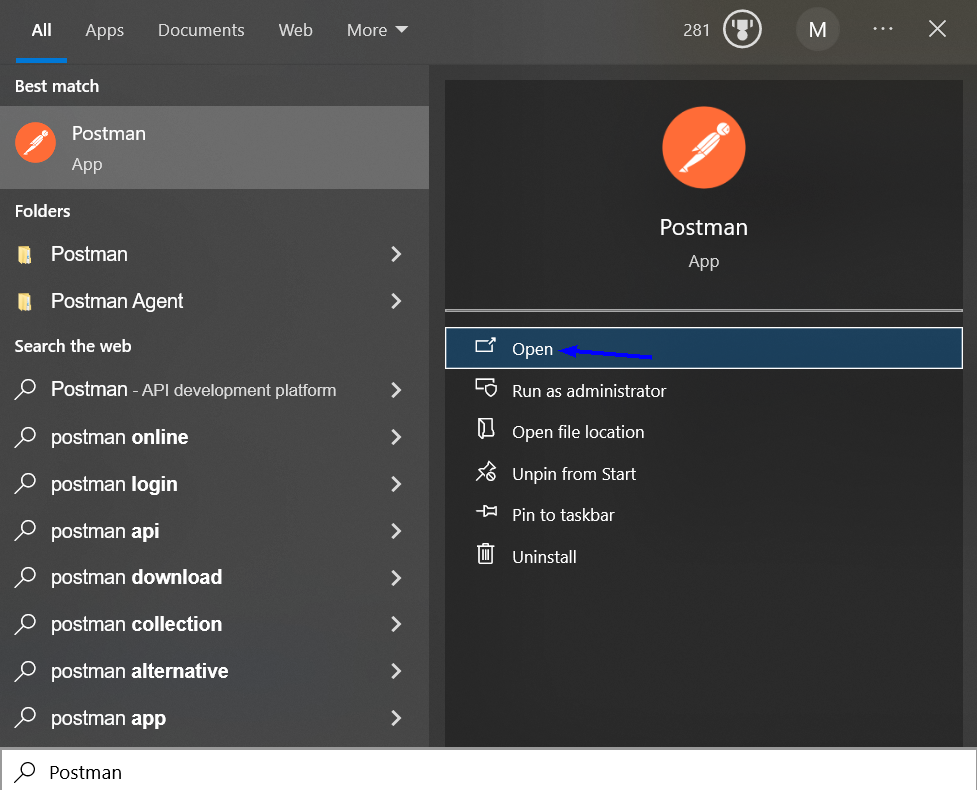 All Apps Documents Web More 281 M ···
Best match
Postman
App
Folders
Postman
Postman Agent
Search the web
Postman - API development platform
postman online
postman login
postman api
postman download
postman collection
postman alternative
postman app
Postman
App
Open
Run as administrator
Open file location
Unpin from Start
Pin to taskbar
Uninstall
Postman